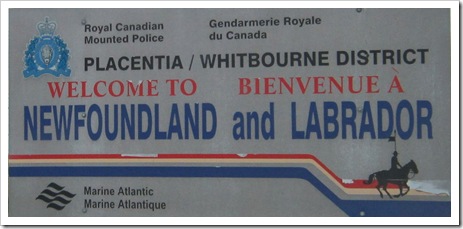 Royal Canadian Gendarmerie Royale
Mounted Police du Canada
PLACENTIA / WHITBOURNE DISTRICT
WELCOME TO BIENVENUE À
NEWFOUNDLAND and LABRADOR
Marine Atlantic
Marine Atlantique